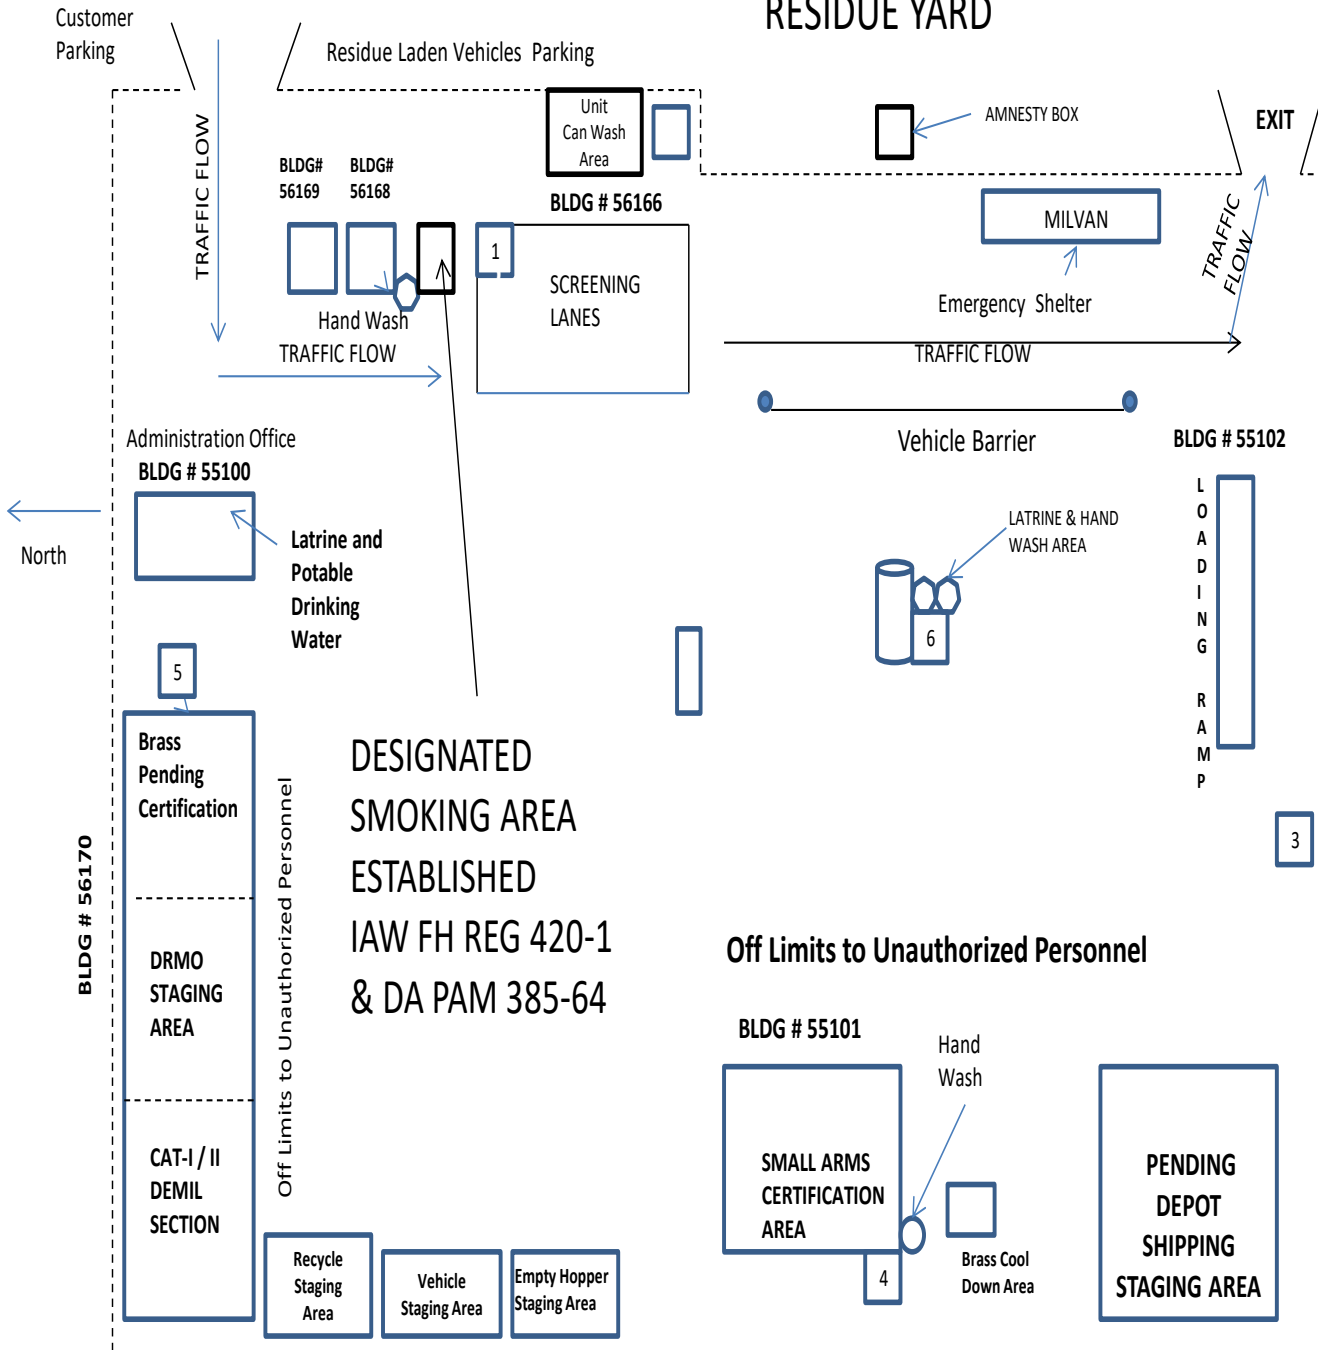 RESIDUE YARD
Customer
Parking
Residue Laden Vehicles  Parking
TRAFFIC FLOW
Unit
Can Wash
Area
AMNESTY BOX
EXIT
BLDG#
56169
BLDG#
56168
BLDG # 56166
1
SCREENING
LANES
MILVAN
TRAFFIC
FLOW
Emergency  Shelter
Hand Wash
TRAFFIC FLOW
TRAFFIC FLOW
Vehicle Barrier
BLDG # 55102
Administration Office
BLDG # 55100
North
Latrine and
Potable
Drinking
Water
LATRINE & HAND
WASH AREA
LOADING RAMP
6
5
Brass
Pending
Certification
DESIGNATED
SMOKING AREA
ESTABLISHED
IAW FH REG 420-1
& DA PAM 385-64
3
BLDG # 56170
Off Limits to Unauthorized Personnel
DRMO
STAGING
AREA
CAT-I / II
DEMIL
SECTION
Off Limits to Unauthorized Personnel
BLDG # 55101
Hand
Wash
SMALL ARMS
CERTIFICATION
AREA
4
Brass Cool
Down Area
PENDING
DEPOT
SHIPPING
STAGING AREA
Recycle
Staging
Area
Vehicle
Staging Area
Empty Hopper
Staging Area